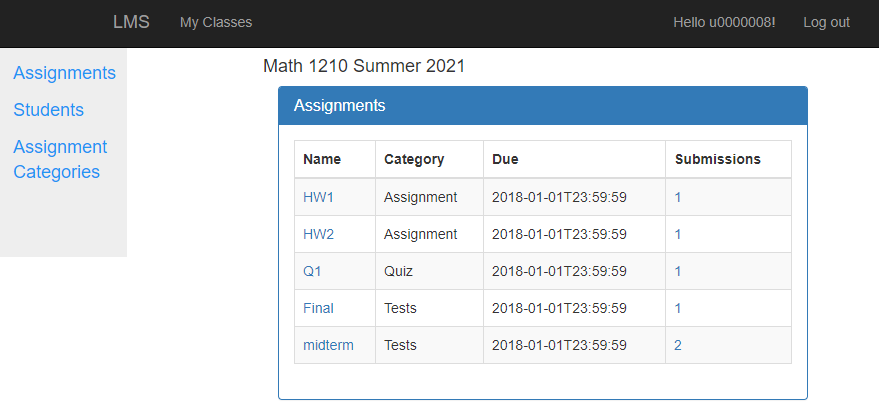 LMS My Classes Hello u0000008! Log out
Assignments
Students
Assignment
Categories
Math 1210 Summer 2021
Assignments
Name Category Due Submissions
HW1 Assignment 2018-01-01T23:59:59 1
HW2 Assignment 2018-01-01T23:59:59 1
Q1 Quiz 2018-01-01T23:59:59 1
Final Tests 2018-01-01T23:59:59 1
midterm Tests 2018-01-01T23:59:59 2